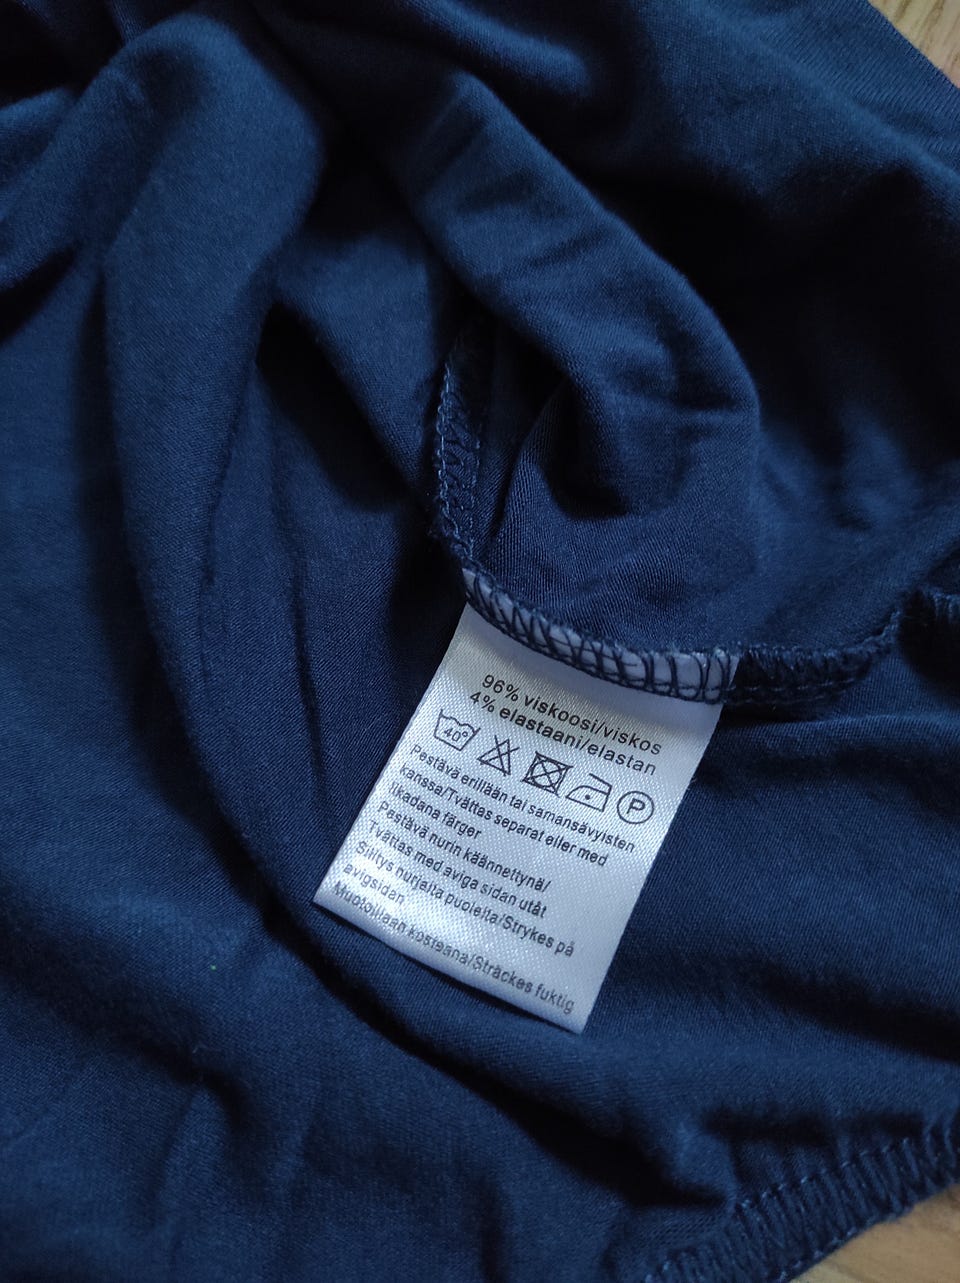 96% viskoosi/viskos
4% elastaani/elastan
40° P
Pestävä erillään tai samansävyisten
kanssa/Tvättas separat eller med
likadana färger
Pestävä nurin käännettynä/
Tvättas med aviga sidan utåt
Silitys nurjalta puolelta/Strykes på
avigsidan
Muotoillaan kosteana/Sträckes fuktig